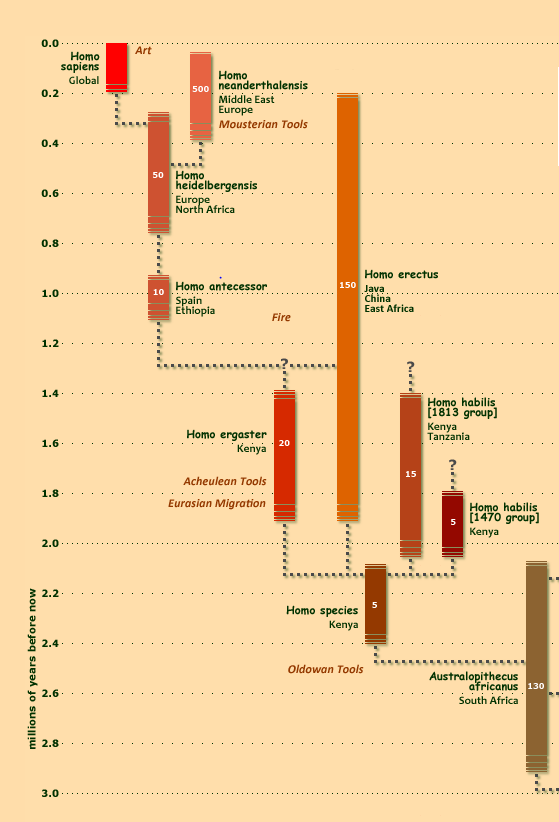 0.0
Art
Homo
sapiens
Global
Homo
neanderthalensis
500
Middle East
Europe
0.2
Mousterian Tools
0.4
50
Homo
heidelbergensis
Europe
North Africa
0.6
0.8
Homo erectus
150
Java
China
East Africa
10
Homo antecessor
Spain
Ethiopia
1.0
Fire
1.2
?
?
1.4
Homo habilis
[1813 group]
Kenya
Tanzania
Homo ergaster
20
Kenya
1.6
?
15
Acheulean Tools
1.8
Eurasian Migration
Homo habilis
[1470 group]
5
Kenya
2.0
2.2
5
Homo species
Kenya
2.4
Oldowan Tools
Australopithecus
africanus
130
South Africa
2.6
2.8
3.0
millions of years before now